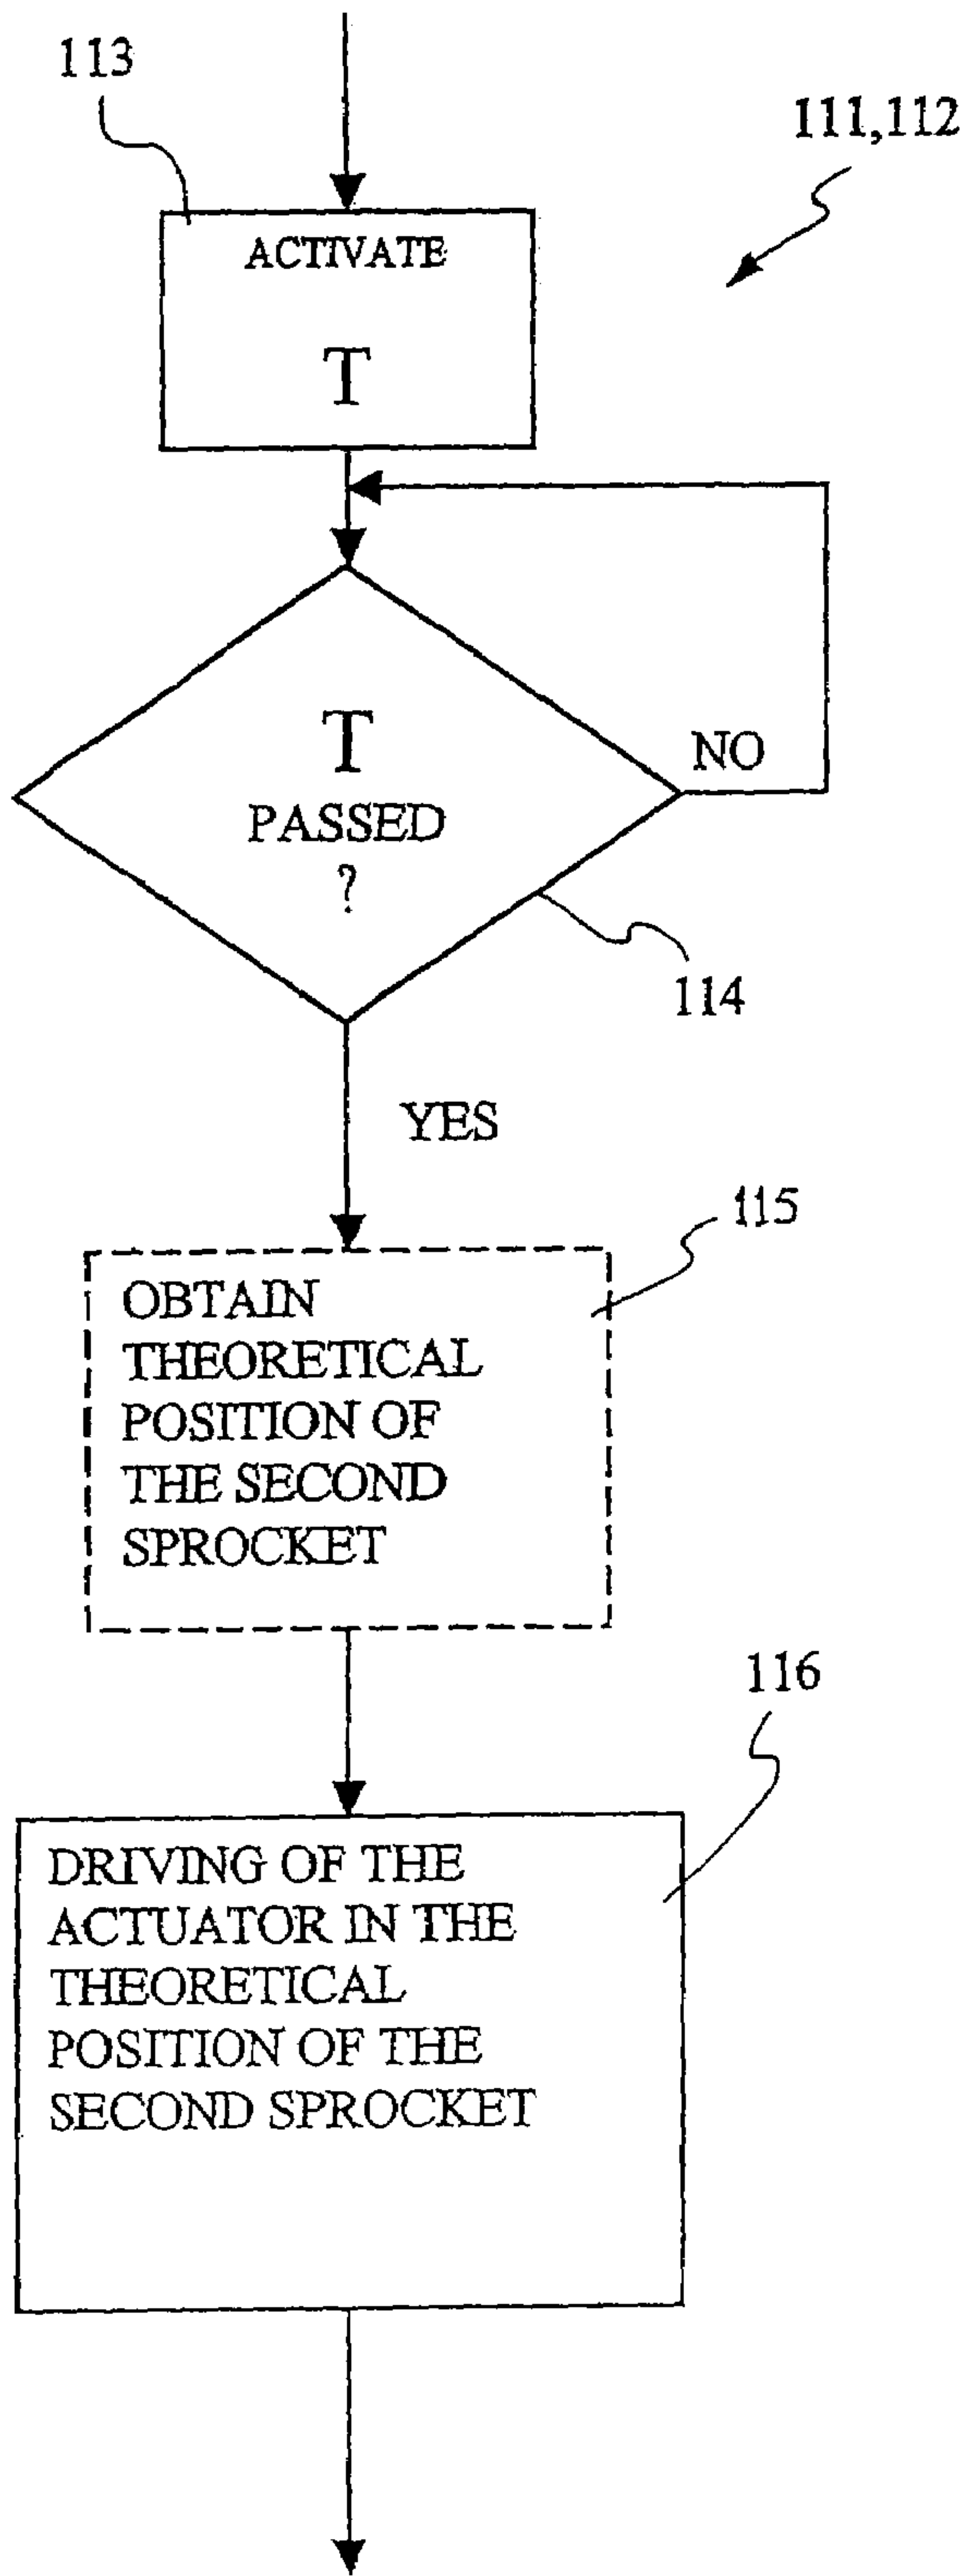 113
111,112
ACTIVATE
T
T
PASSED
?
NO
114
YES
115
OBTAIN
THEORETICAL
POSITION OF
THE SECOND
SPROCKET
116
DRIVING OF THE
ACTUATOR IN THE
THEORETICAL
POSITION OF THE
SECOND SPROCKET